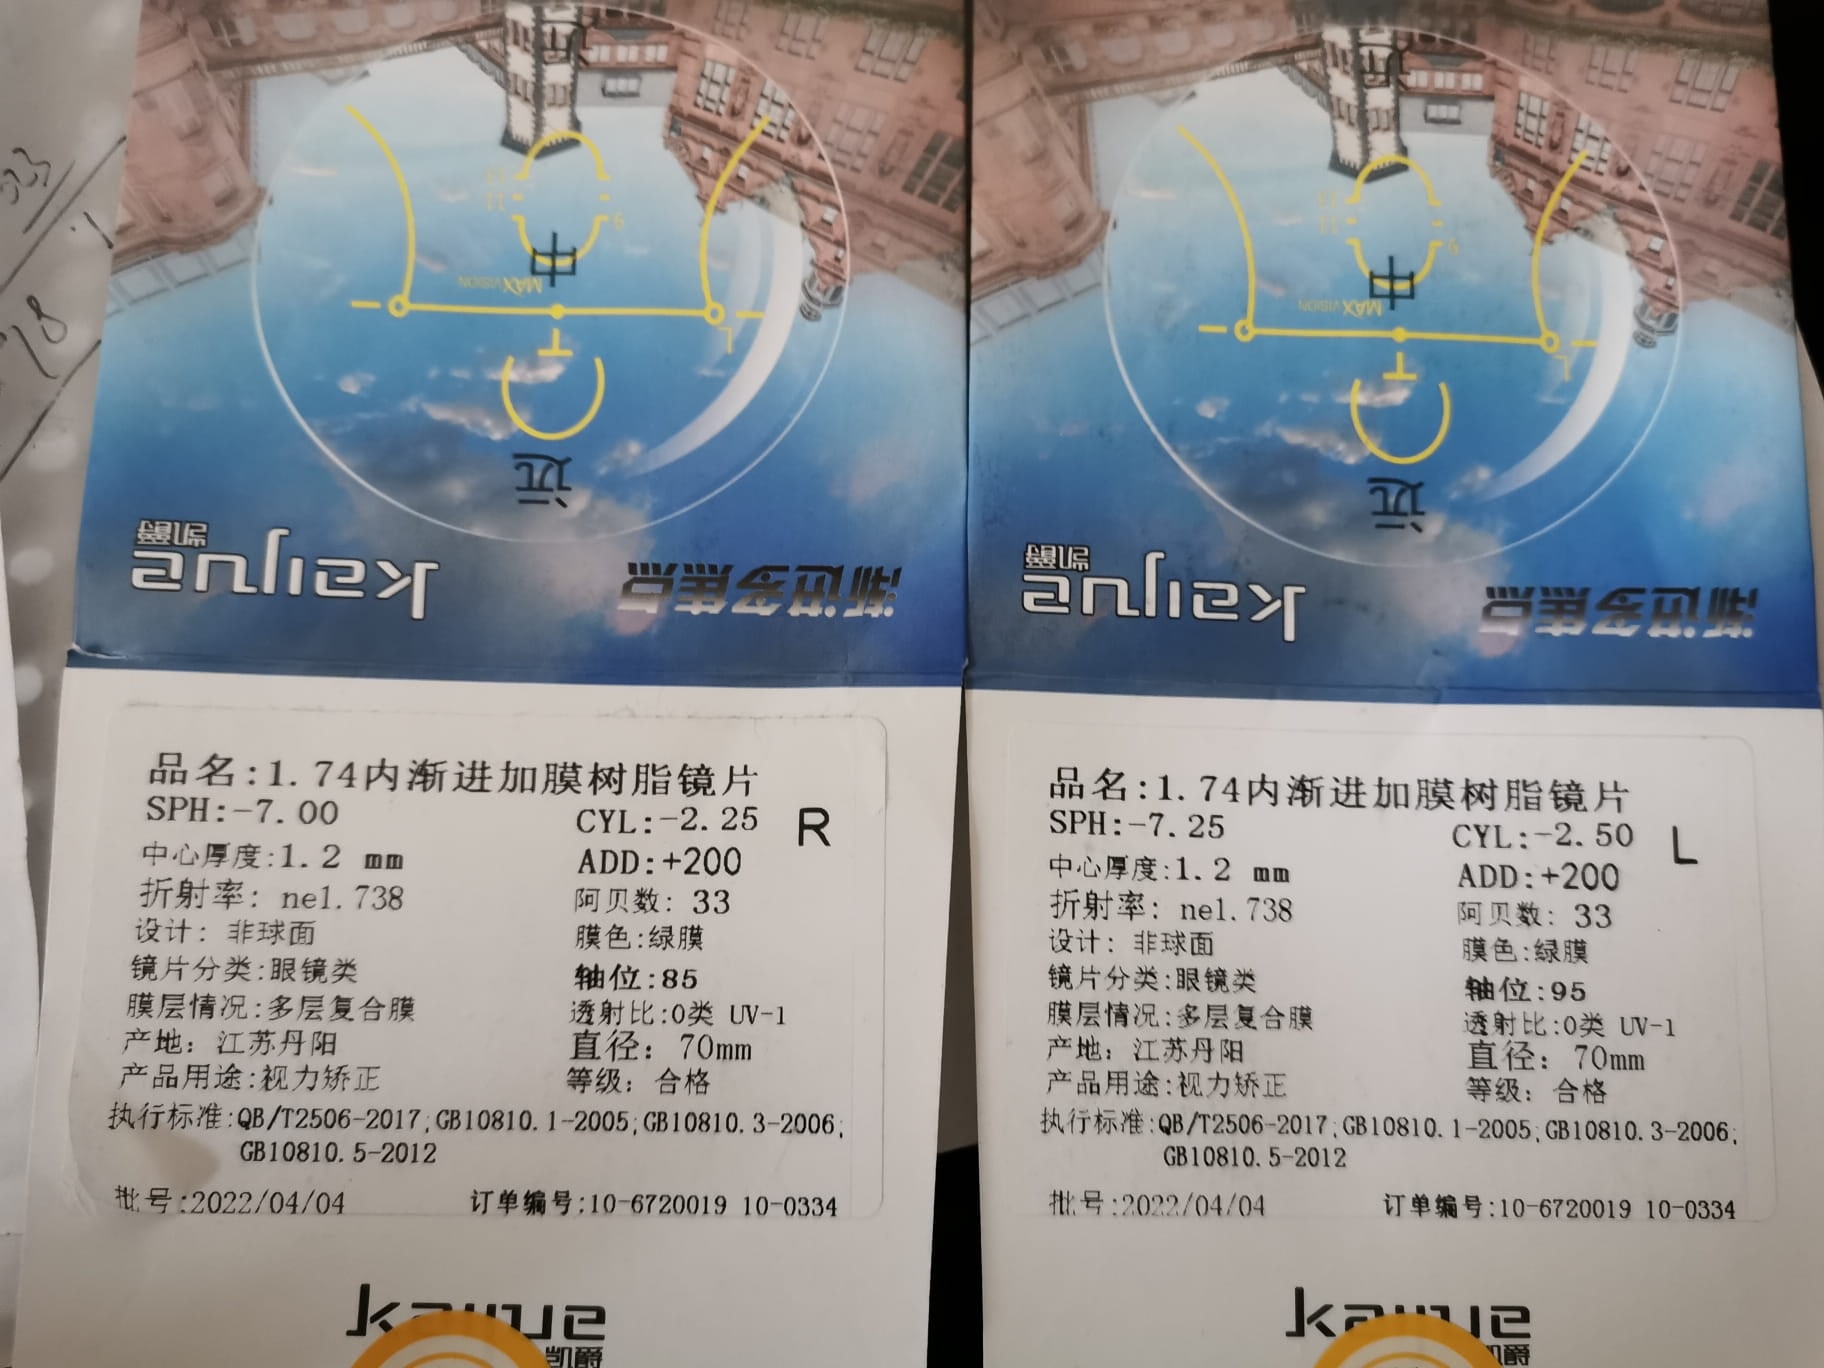 023
28
近
13
11
9
中
MAXVISION
L
远
Kaijue
凯爵
渐进多焦点
品名:1.74内渐进加膜树脂镜片
SPH:-7.00 CYL:-2.25 R
中心厚度:1.2 mm ADD:+200
折射率: ne1.738 阿贝数: 33
设计: 非球面 膜色:绿膜
镜片分类:眼镜类 轴位:85
膜层情况:多层复合膜 透射比:0类 UV-1
产地: 江苏丹阳 直径: 70mm
产品用途:视力矫正 等级: 合格
执行标准:QB/T2506-2017;GB10810.1-2005;GB10810.3-2006;
GB10810.5-2012
批号:2022/04/04 订单编号:10-6720019 10-0334
Kaijue
凯爵
近
13
11
9
中
MAXVISION
L
远
Kaijue
凯爵
渐进多焦点
品名:1.74内渐进加膜树脂镜片
SPH:-7.25 CYL:-2.50 L
中心厚度:1.2 mm ADD:+200
折射率: ne1.738 阿贝数: 33
设计: 非球面 膜色:绿膜
镜片分类:眼镜类 轴位:95
膜层情况:多层复合膜 透射比:0类 UV-1
产地: 江苏丹阳 直径: 70mm
产品用途:视力矫正 等级: 合格
执行标准:QB/T2506-2017;GB10810.1-2005;GB10810.3-2006;
GB10810.5-2012
批号:2022/04/04 订单编号:10-6720019 10-0334
Kaijue
凯爵